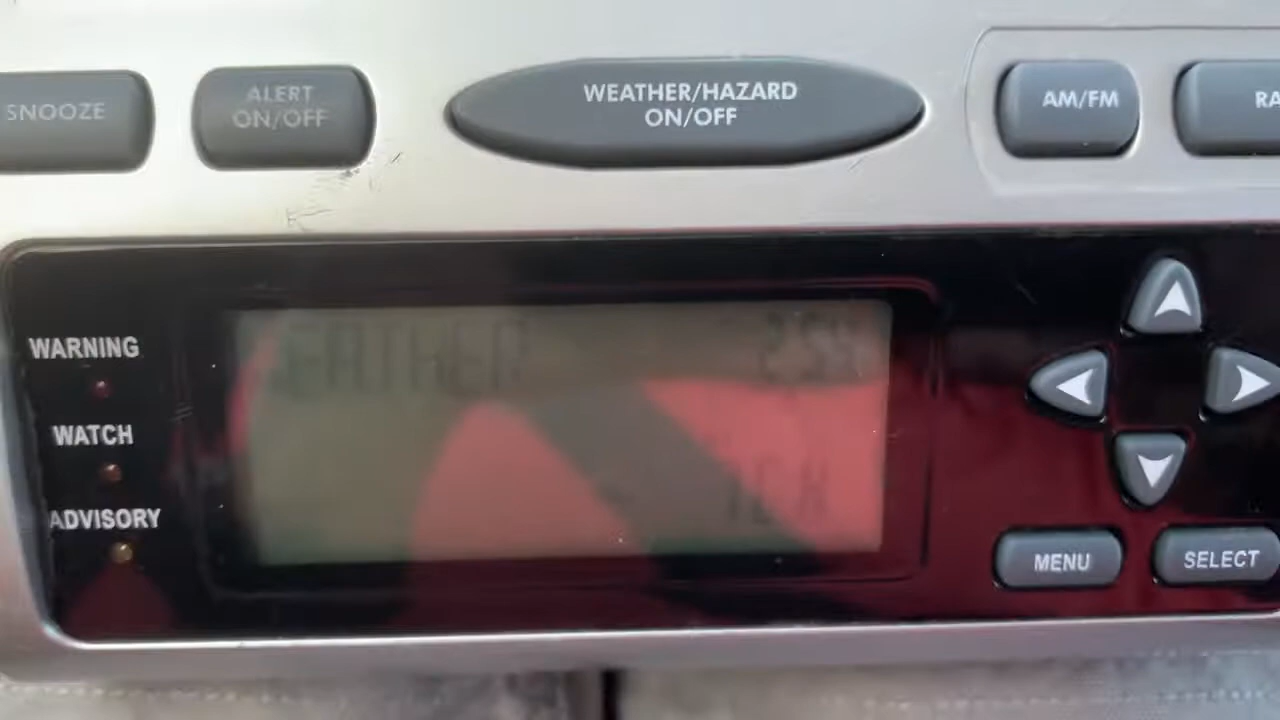 SNOOZE
ALERT
ON/OFF
WEATHER/HAZARD
ON/OFF
AM/FM
WARNING
WATCH
ADVISORY
MENU
SELECT